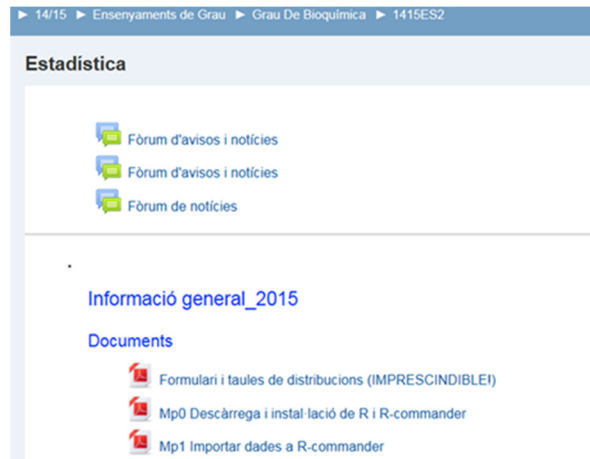 ► 14/15 ► Ensenyaments de Grau ► Grau De Bioquímica ► 1415ES2
Estadística
Fòrum d'avisos i notícies
Fòrum d'avisos i notícies
Fòrum de notícies
Informació general_2015
Documents
Formulari i taules de distribucions (IMPRESCINDIBLE!)
Mp0 Descàrrega i instal·lació de R i R-commander
Mp1 Importar dades a R-commander